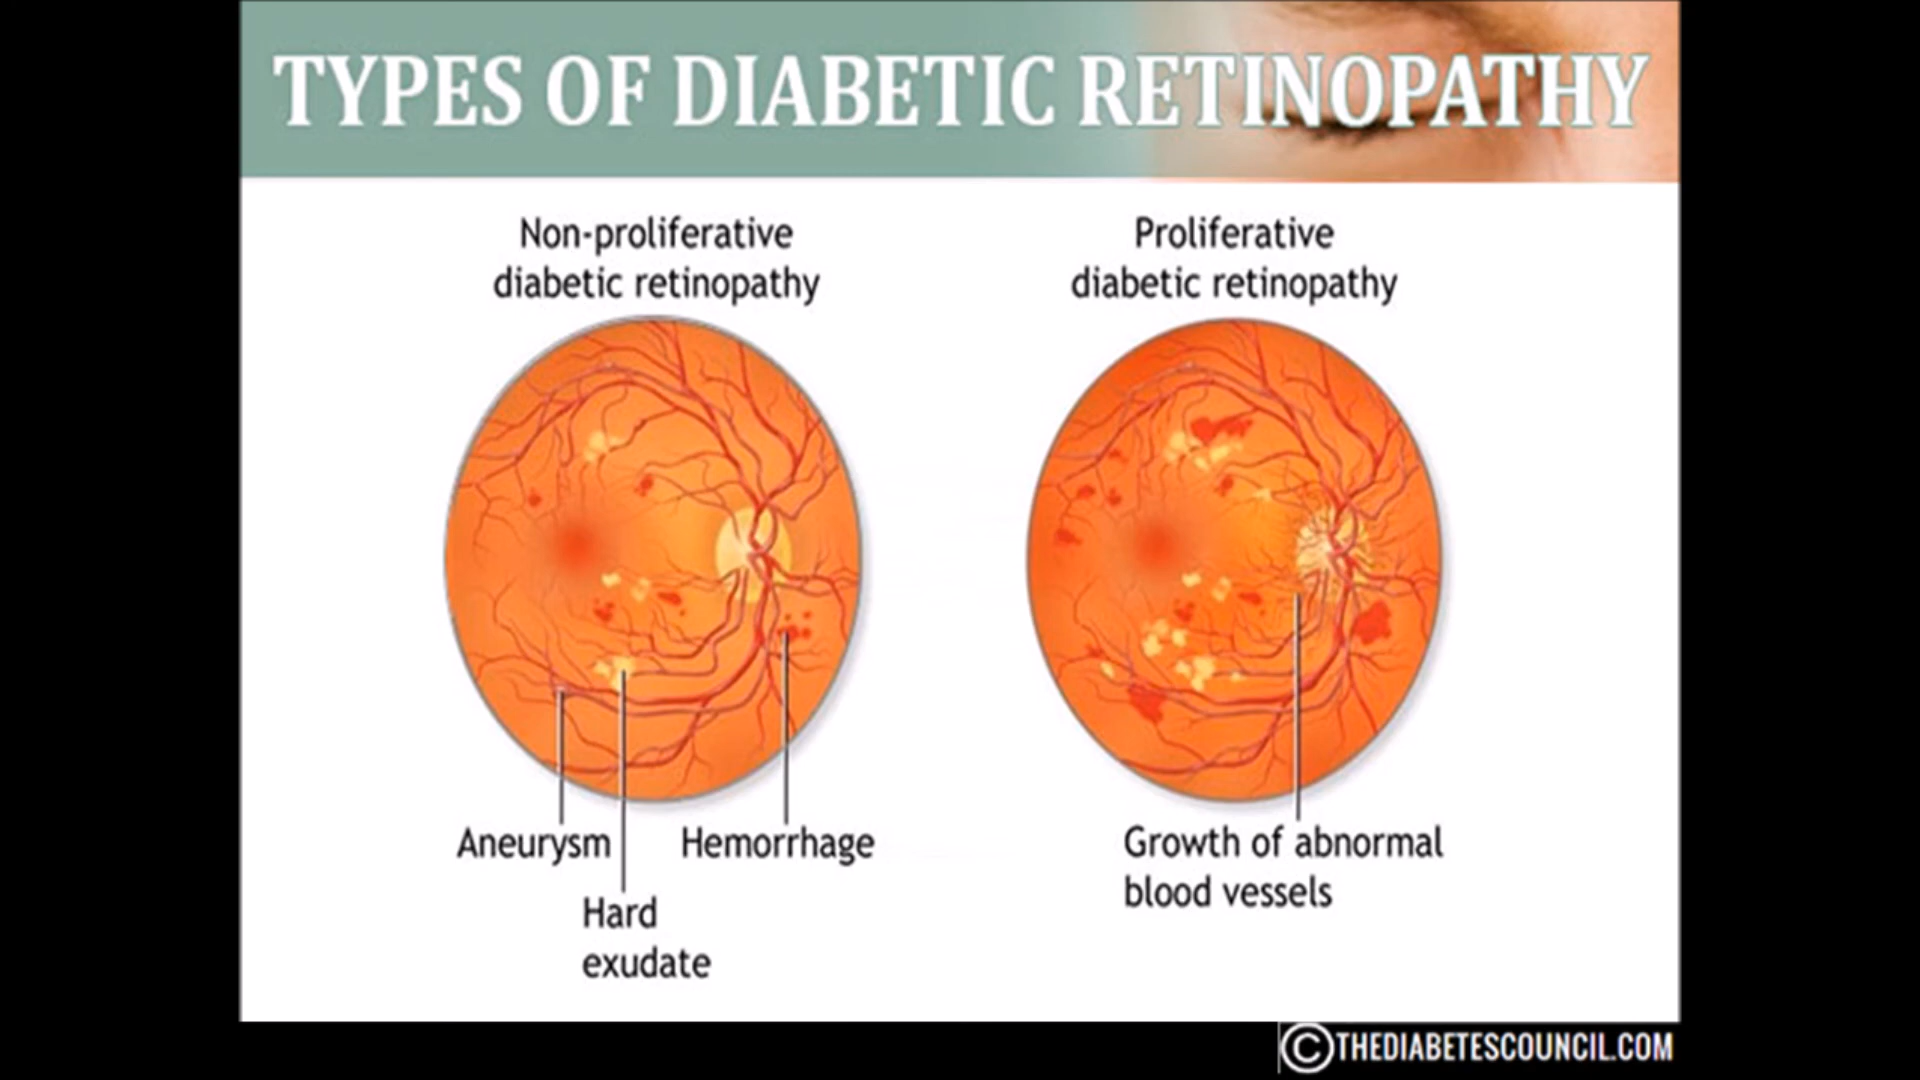 TYPES OF DIABETIC RETINOPATHY
Non-proliferative
diabetic retinopathy
Proliferative
diabetic retinopathy
Aneurysm
Hemorrhage
Hard
exudate
Growth of abnormal
blood vessels
©THEDIABETESCOUNCIL.COM